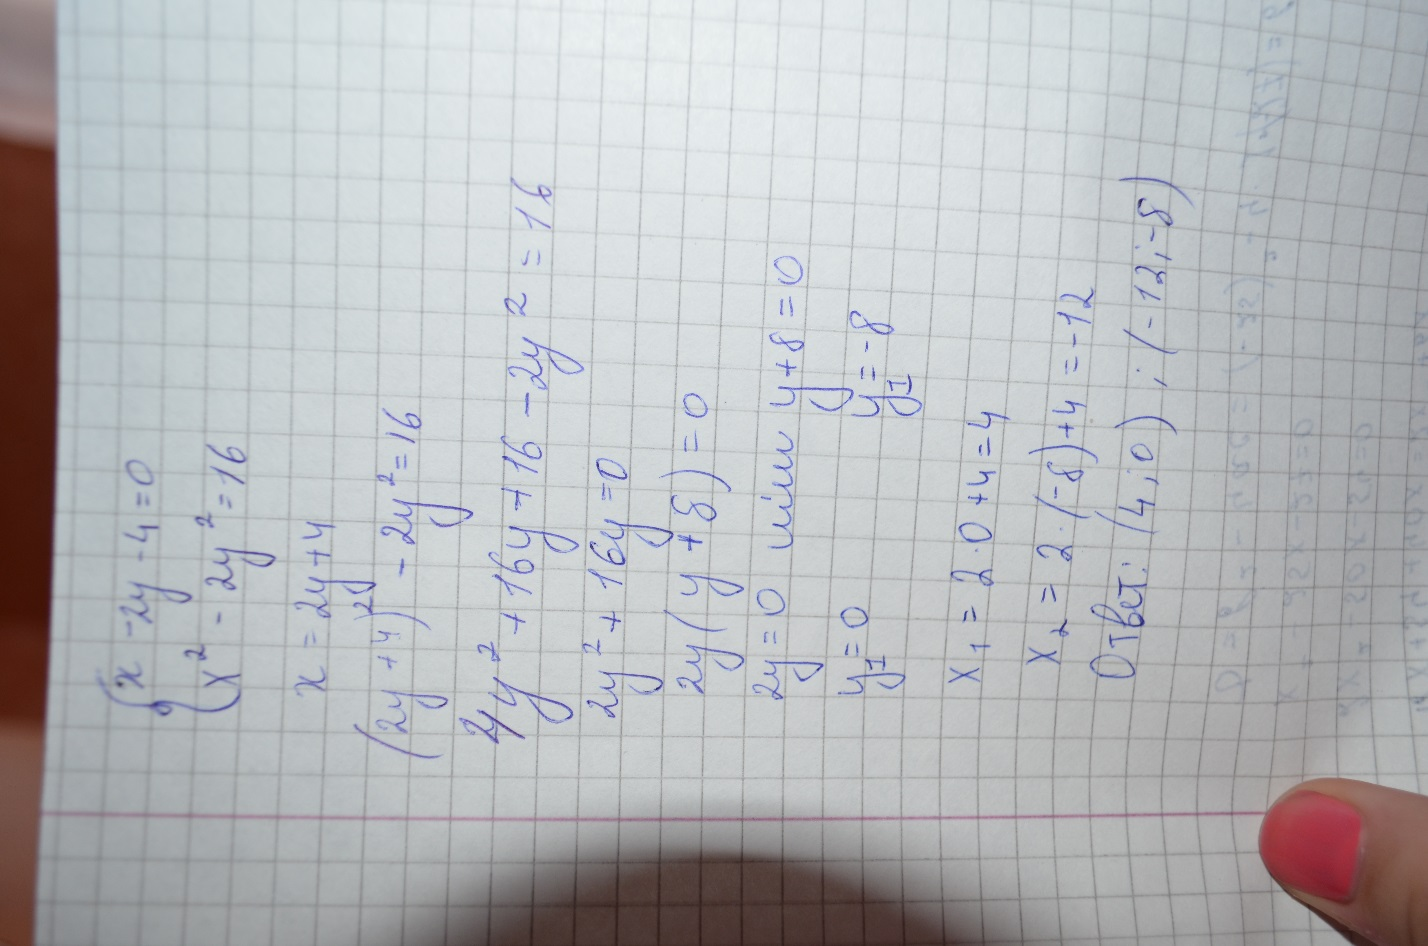 { x - 2y - 4 = 0
x² - 2y² = 16
x = 2y + 4
(2y + 4)² - 2y² = 16
4y² + 16y + 16 - 2y² = 16
2y² + 16y = 0
2y(y + 8) = 0
2y = 0 или y + 8 = 0
y = 0 y = -8
x₁ = 2·0 + 4 = 4
x₂ = 2·(-8) + 4 = -12
Ответ: (4; 0) ; (-12; -8)